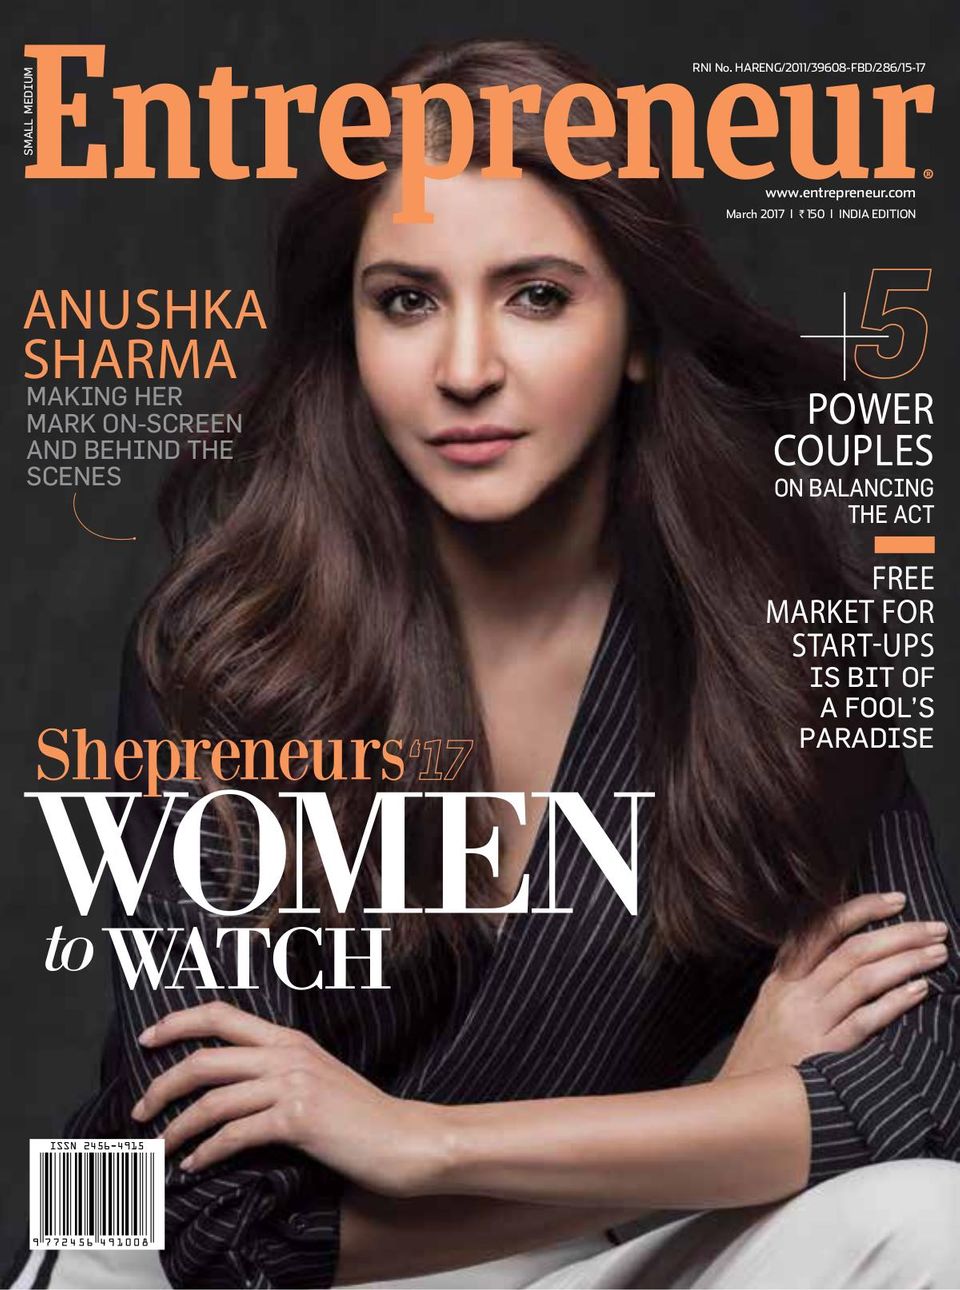 SMALL MEDIUM
Entrepreneur®
RNI No. HARENG/2011/39608-FBD/286/15-17
www.entrepreneur.com
March 2017 I ₹ 150 I INDIA EDITION
ANUSHKA
SHARMA
MAKING HER
MARK ON-SCREEN
AND BEHIND THE
SCENES
+5
POWER
COUPLES
ON BALANCING
THE ACT
FREE
MARKET FOR
START-UPS
IS BIT OF
A FOOL'S
PARADISE
Shepreneurs '17
WOMEN
to WATCH
ISSN 2456-4915
9 772456 491008